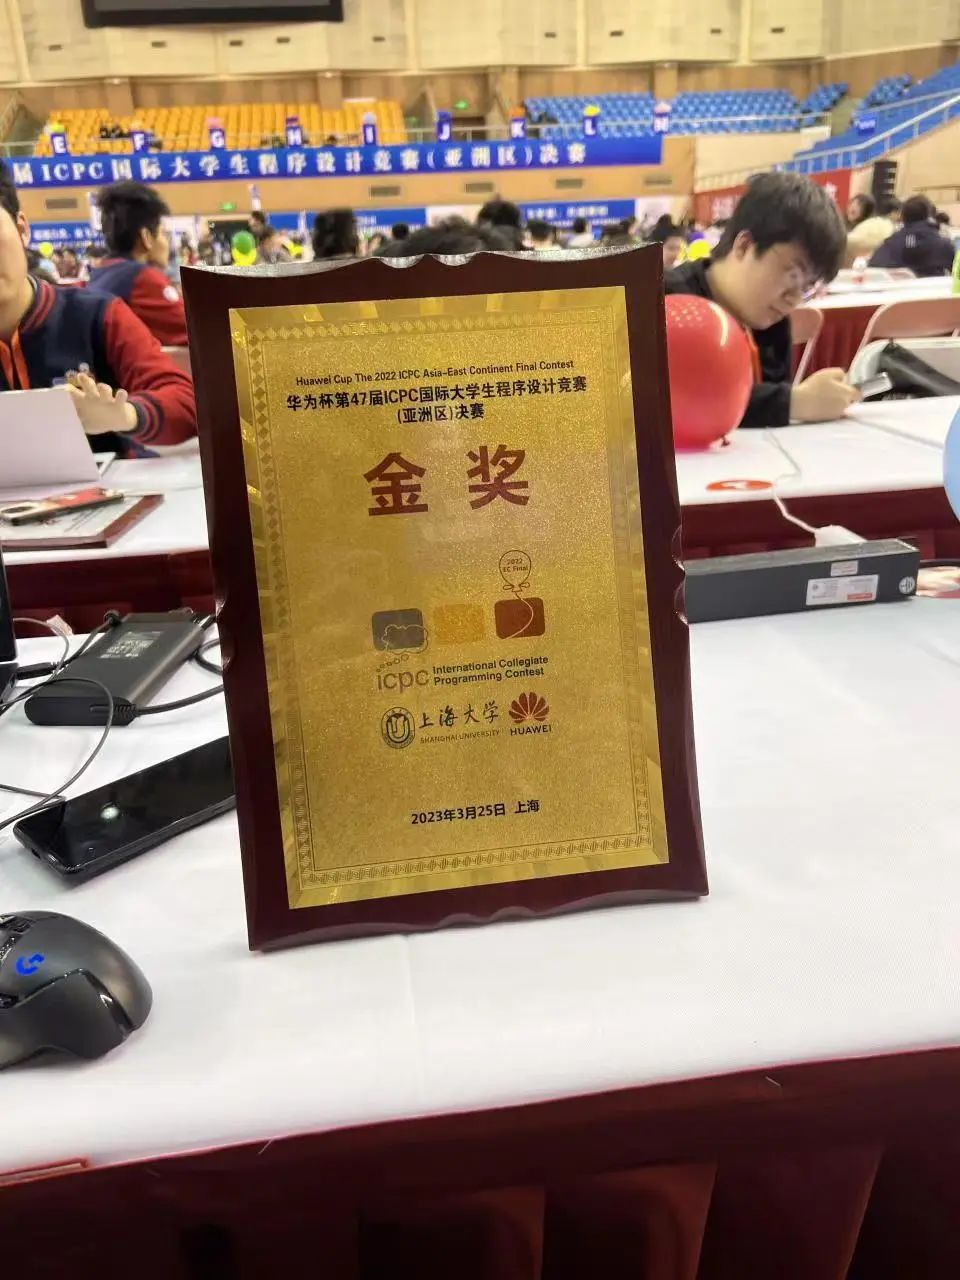 E F G H I J K L M
届ICPC国际大学生程序设计竞赛(亚洲区)决赛
Huawei Cup The 2022 ICPC Asia-East Continent Final Contest
华为杯第47届ICPC国际大学生程序设计竞赛
(亚洲区)决赛
金 奖
2022
EC Final
icpc International Collegiate
Programming Contest
上海大学
SHANGHAI UNIVERSITY
HUAWEI
2023年3月25日 上海